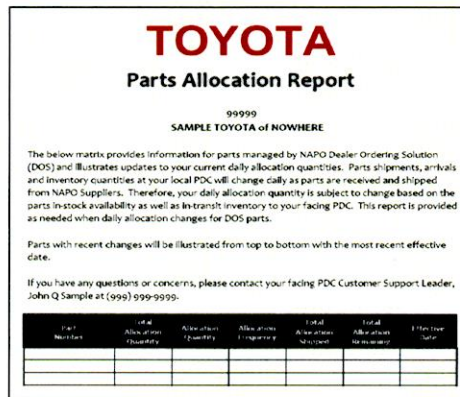 TOYOTA
Parts Allocation Report
99999
SAMPLE TOYOTA of NOWHERE
The below matrix provides information for parts managed by NAPO Dealer Ordering Solution
(DOS) and illustrates updates to your current daily allocation quantities. Parts shipments, arrivals
and inventory quantities at your local PDC will change daily as parts are received and shipped
from NAPO Suppliers. Therefore, your daily allocation quantity is subject to change based on the
parts in-stock availability as well as in-transit inventory to your facing PDC. This report is provided
as needed when daily allocation changes for DOS parts.
Parts with recent changes will be illustrated from top to bottom with the most recent effective
date.
If you have any questions or concerns, please contact your facing PDC Customer Support Leader,
John Q Sample at (999) 999-9999.
Part Number Total Allocation Quantity Allocation Quantity Allocation Frequency Total Allocation Shipped Total Allocation Remaining Effective Date